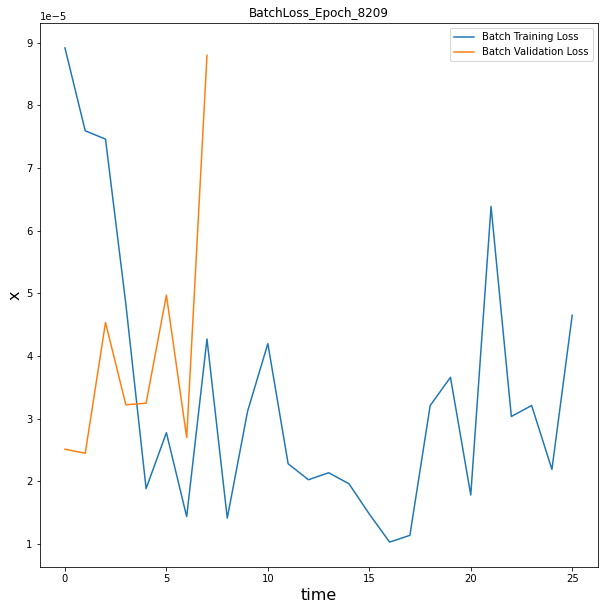 BatchLoss_Epoch_8209
1e−5
Batch Training Loss
Batch Validation Loss
9
8
7
6
5
4
3
2
1
x
0 5 10 15 20 25
time